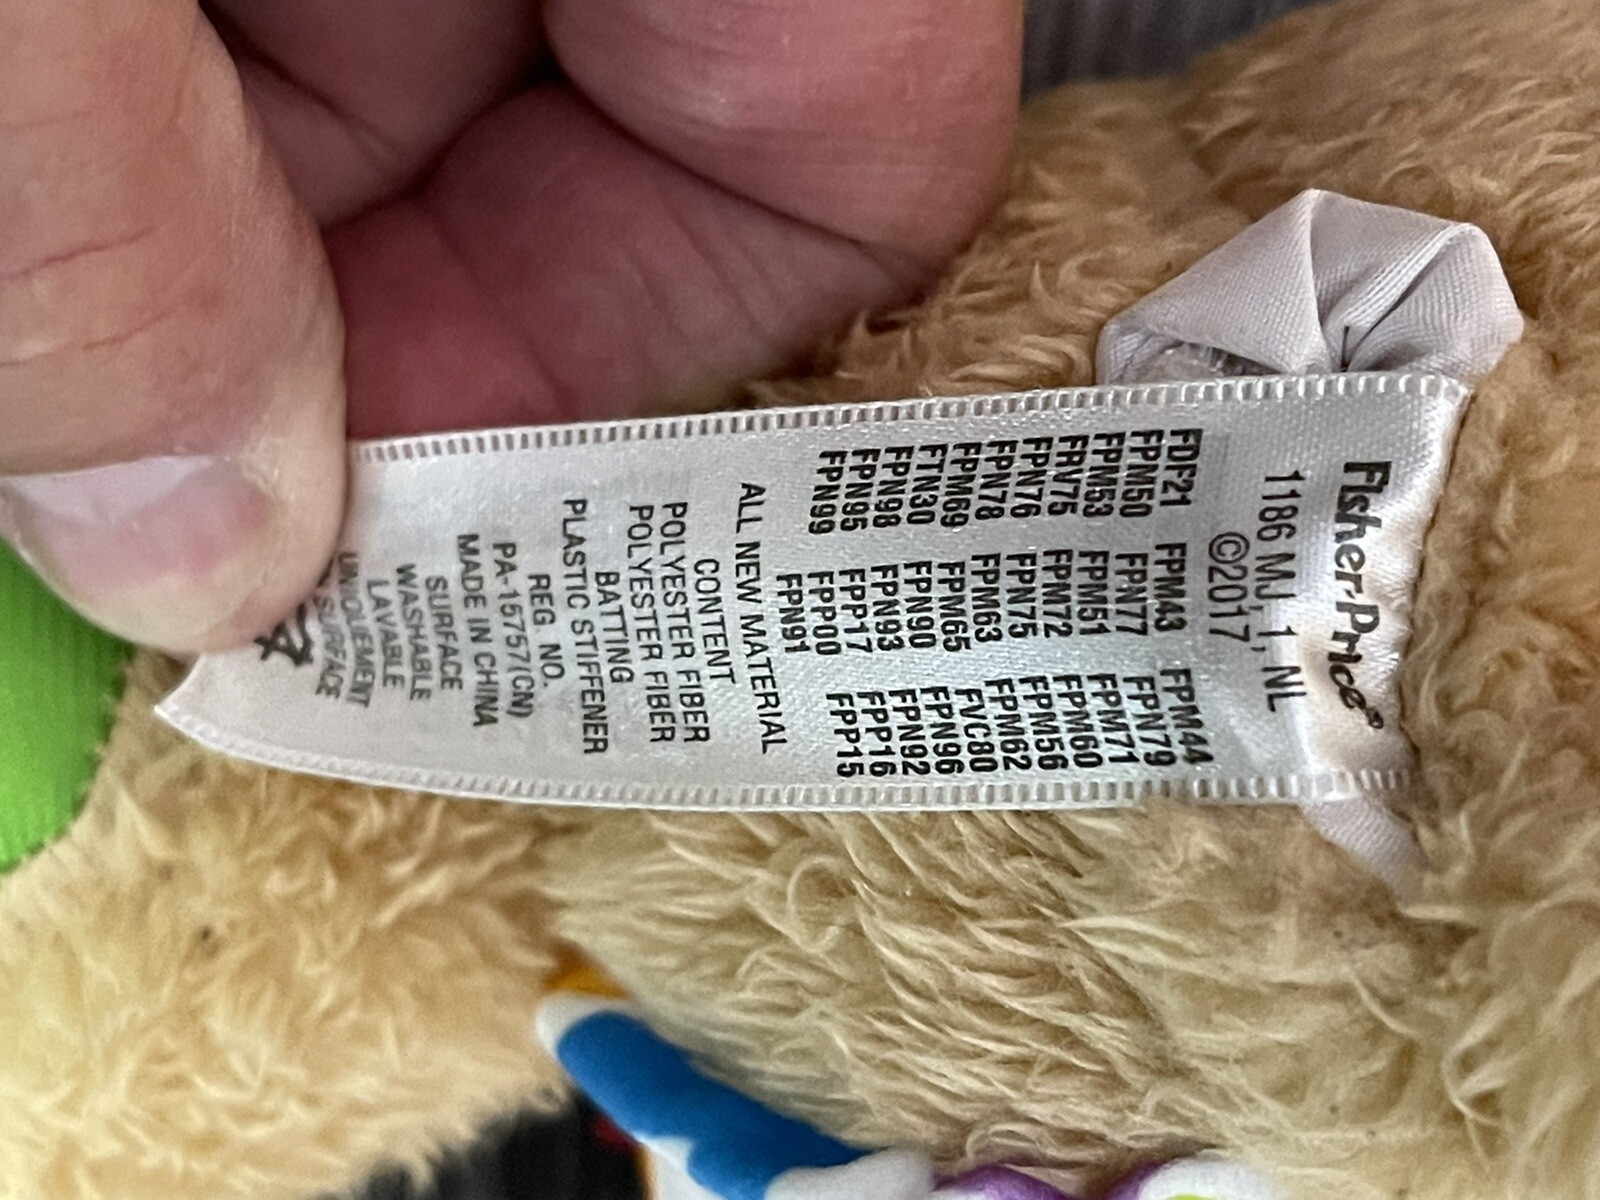 Fisher-Price®
1186 MJ, 1, NL
©2017
FDF21 FPM43 FPM44
FPM50 FPN77 FPN79
FPM53 FPM51 FPM71
FRV75 FPM72 FPM60
FPN76 FPN75 FPM56
FPN78 FPM63 FPM62
FPM69 FPM65 FVC80
FTN30 FPN90 FPN96
FPN98 FPN93 FPN92
FPN95 FPP17 FPP16
FPN99 FPP00 FPP15
FPN91
ALL NEW MATERIAL
CONTENT
POLYESTER FIBER
POLYESTER FIBER
BATTING
PLASTIC STIFFENER
REG. NO.
PA-15757(CN)
MADE IN CHINA
SURFACE
WASHABLE
LAVABLE
UNIQUEMENT
SURFACE